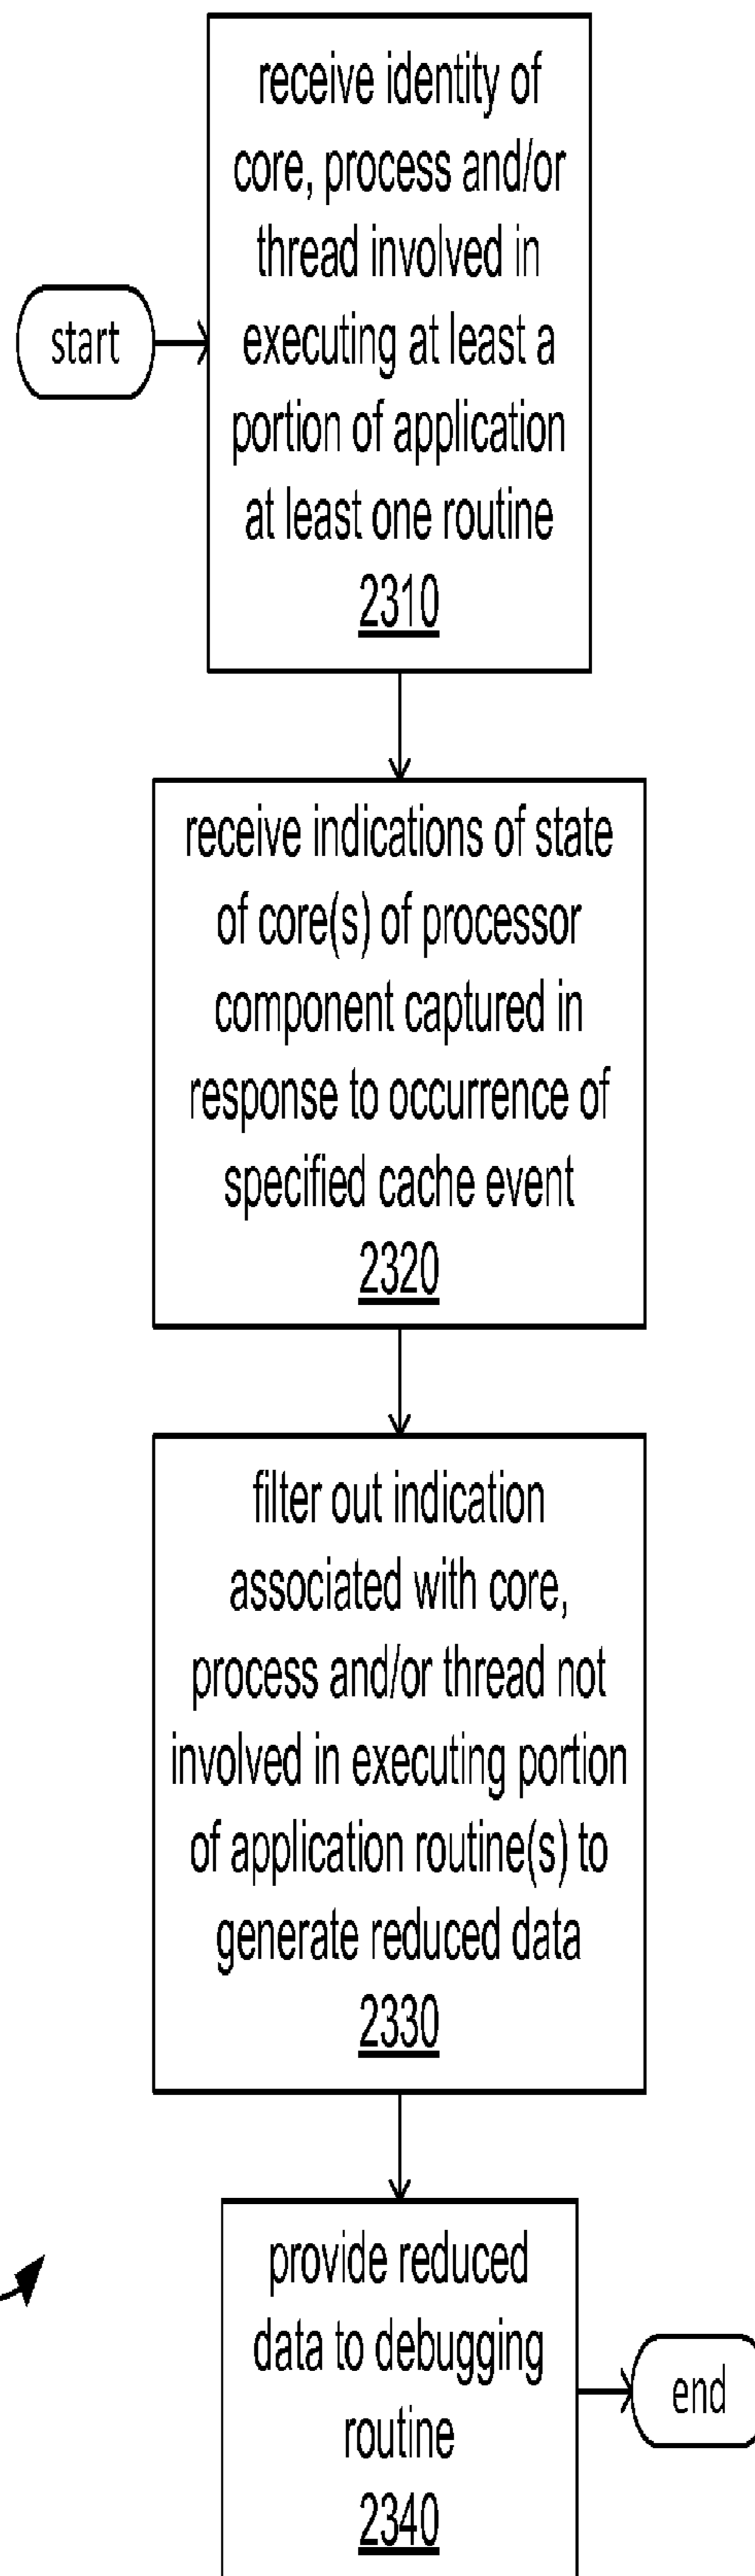 start
receive identity of
core, process and/or
thread involved in
executing at least a
portion of application
at least one routine
2310
receive indications of state
of core(s) of processor
component captured in
response to occurrence of
specified cache event
2320
filter out indication
associated with core,
process and/or thread not
involved in executing portion
of application routine(s) to
generate reduced data
2330
provide reduced
data to debugging
routine
2340
end